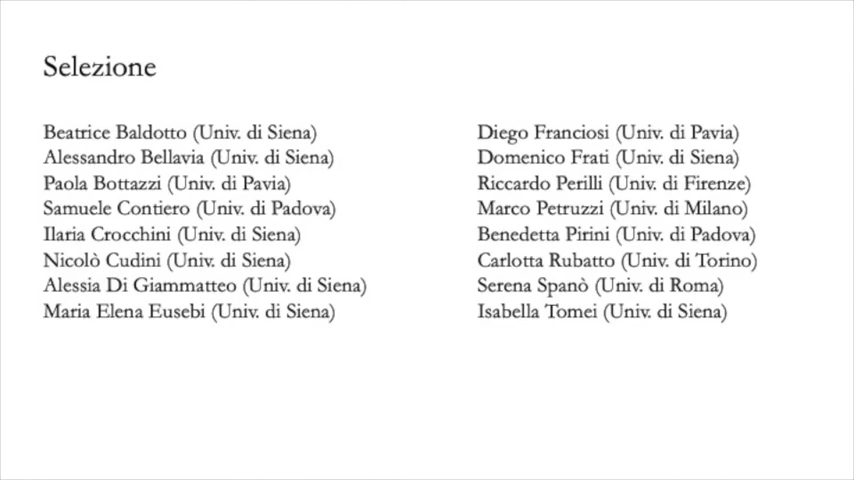 Selezione
Beatrice Baldotto (Univ. di Siena)
Alessandro Bellavia (Univ. di Siena)
Paola Bottazzi (Univ. di Pavia)
Samuele Contiero (Univ. di Padova)
Ilaria Crocchini (Univ. di Siena)
Nicolò Cudini (Univ. di Siena)
Alessia Di Giammatteo (Univ. di Siena)
Maria Elena Eusebi (Univ. di Siena)
Diego Franciosi (Univ. di Pavia)
Domenico Frati (Univ. di Siena)
Riccardo Perilli (Univ. di Firenze)
Marco Petruzzi (Univ. di Milano)
Benedetta Pirini (Univ. di Padova)
Carlotta Rubatto (Univ. di Torino)
Serena Spanò (Univ. di Roma)
Isabella Tomei (Univ. di Siena)